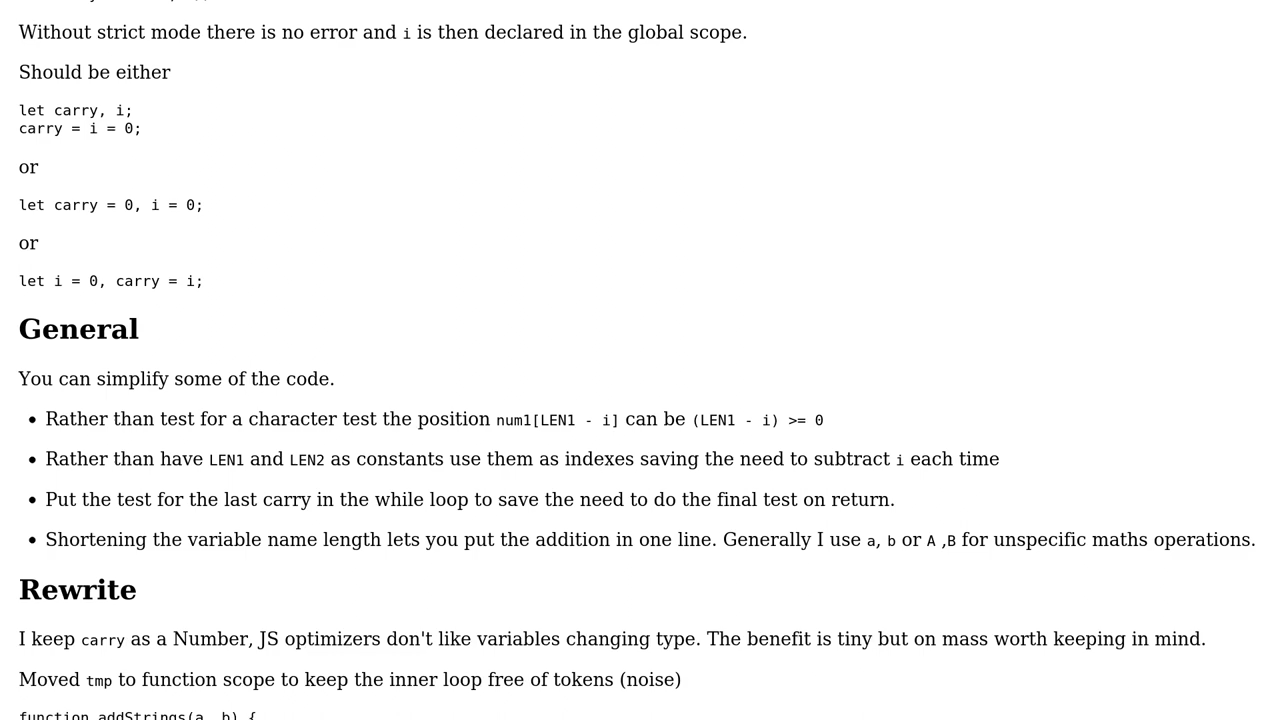 Without strict mode there is no error and i is then declared in the global scope.
Should be either
let carry, i;
carry = i = 0;
or
let carry = 0, i = 0;
or
let i = 0, carry = i;
General
You can simplify some of the code.
• Rather than test for a character test the position num1[LEN1 - i] can be (LEN1 - i) >= 0
• Rather than have LEN1 and LEN2 as constants use them as indexes saving the need to subtract i each time
• Put the test for the last carry in the while loop to save the need to do the final test on return.
• Shortening the variable name length lets you put the addition in one line. Generally I use a, b or A ,B for unspecific maths operations.
Rewrite
I keep carry as a Number, JS optimizers don't like variables changing type. The benefit is tiny but on mass worth keeping in mind.
Moved tmp to function scope to keep the inner loop free of tokens (noise)
function addStrings(a, b) {